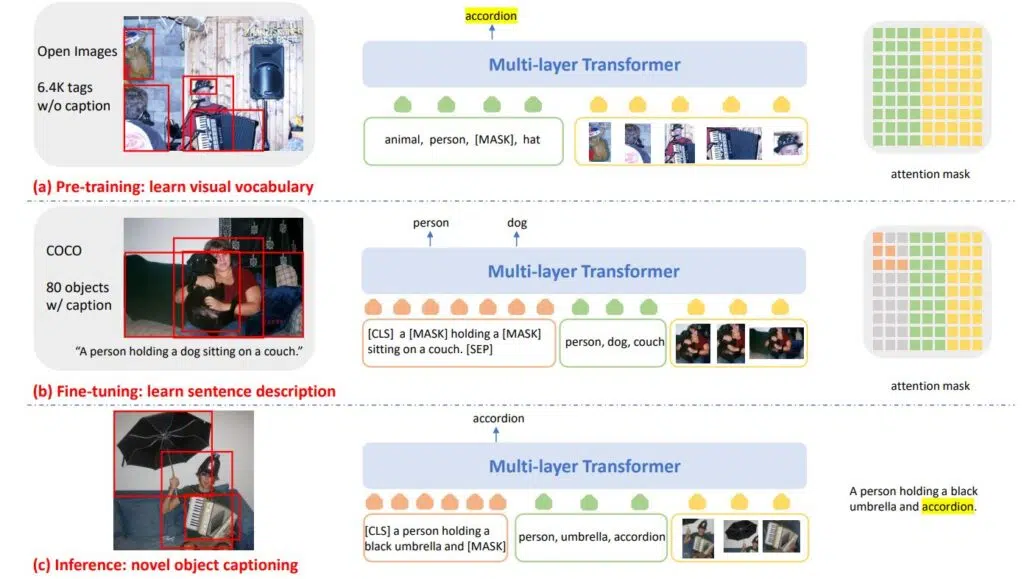 Open Images
6.4K tags
w/o caption
accordion
Multi-layer Transformer
animal, person, [MASK], hat
attention mask
(a) Pre-training: learn visual vocabulary
COCO
80 objects
w/ caption
"A person holding a dog sitting on a couch."
person
dog
Multi-layer Transformer
[CLS] a [MASK] holding a [MASK]
sitting on a couch. [SEP]
person, dog, couch
attention mask
(b) Fine-tuning: learn sentence description
accordion
Multi-layer Transformer
[CLS] a person holding a
black umbrella and [MASK]
person, umbrella, accordion
A person holding a black
umbrella and accordion.
(c) Inference: novel object captioning